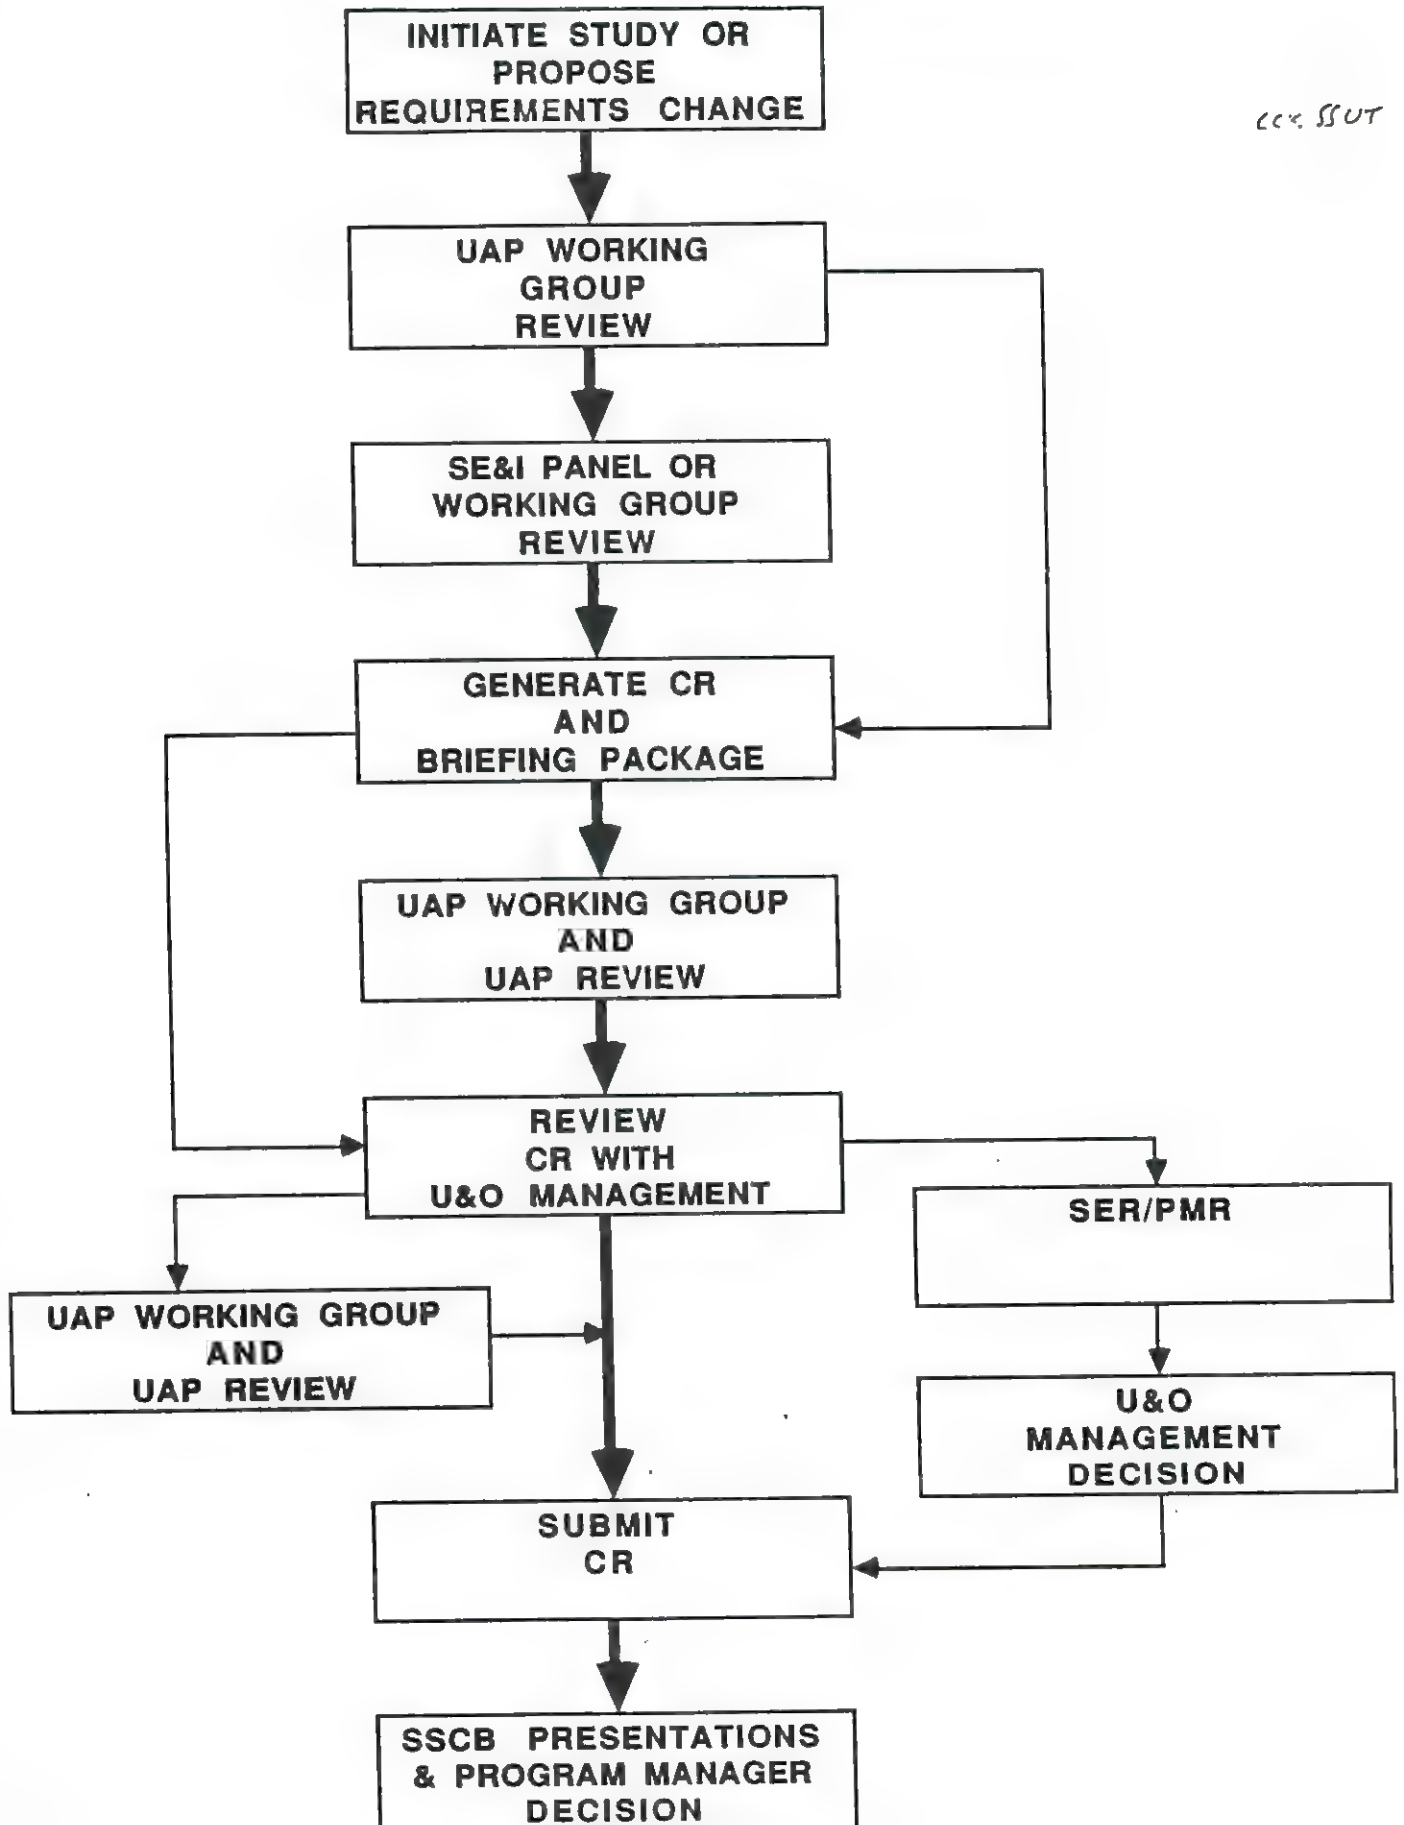 INITIATE STUDY OR
PROPOSE
REQUIREMENTS CHANGE
SSUT
UAP WORKING
GROUP
REVIEW
SE&I PANEL OR
WORKING GROUP
REVIEW
GENERATE CR
AND
BRIEFING PACKAGE
UAP WORKING GROUP
AND
UAP REVIEW
REVIEW
CR WITH
U&O MANAGEMENT
SER/PMR
UAP WORKING GROUP
AND
UAP REVIEW
U&O
MANAGEMENT
DECISION
SUBMIT
CR
SSCB PRESENTATIONS
& PROGRAM MANAGER
DECISION